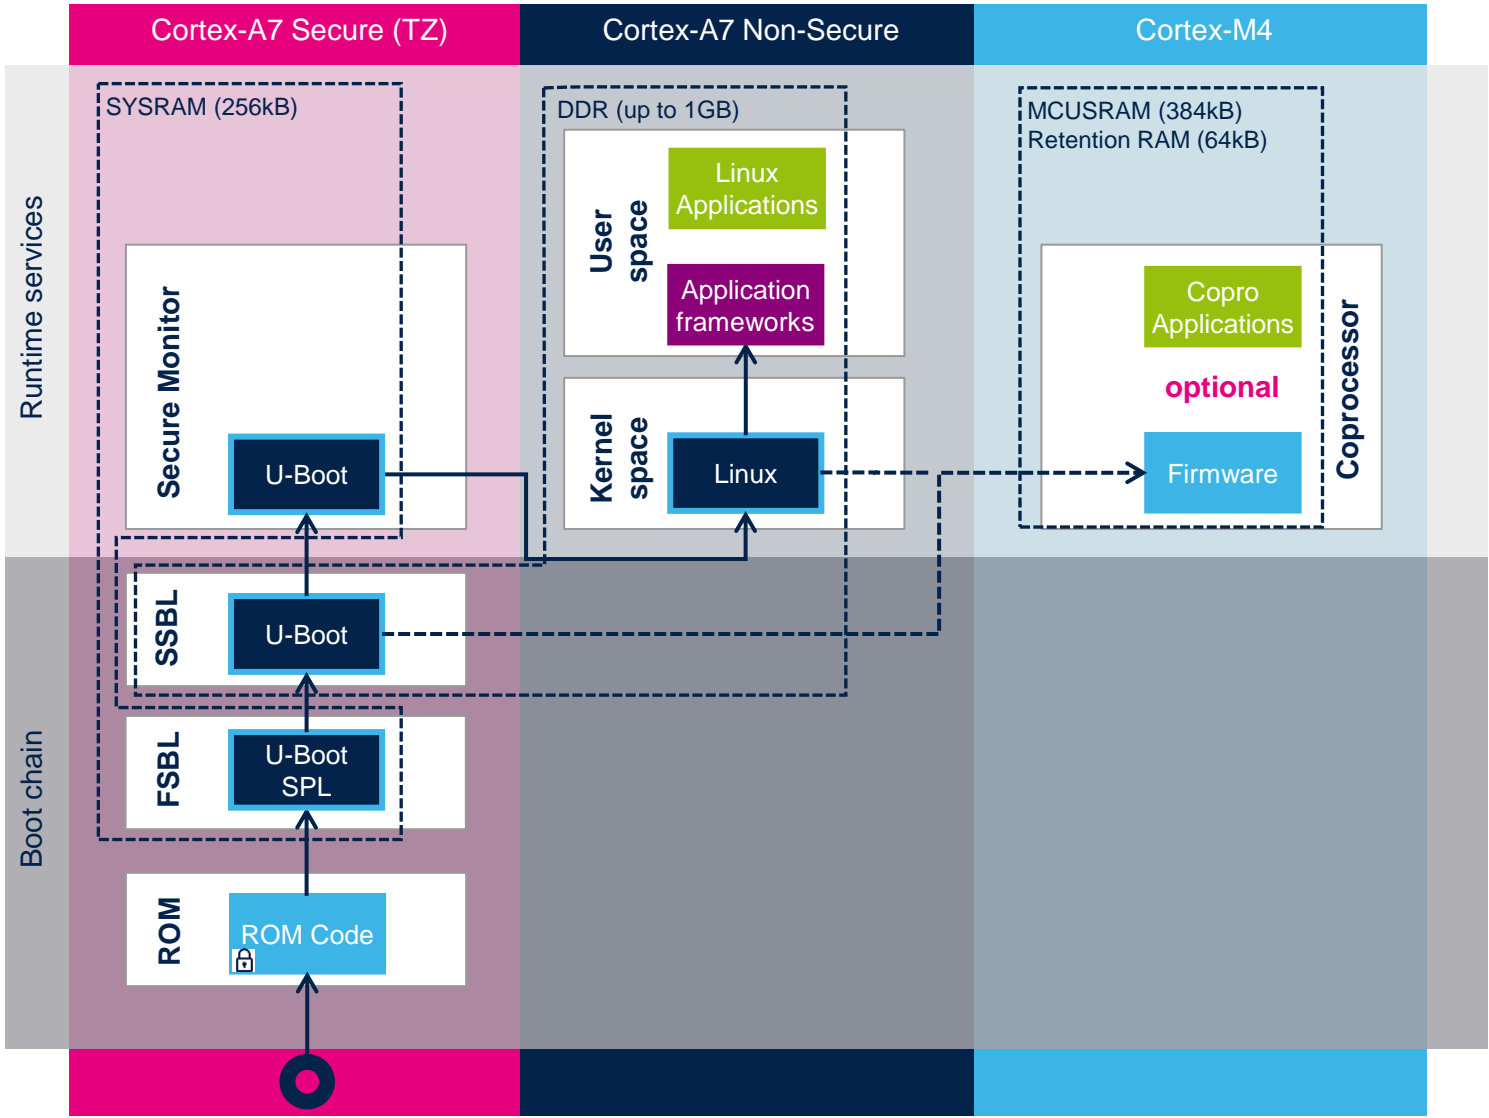 Cortex-A7 Secure (TZ)
Cortex-A7 Non-Secure
Cortex-M4
Runtime services
SYSRAM (256kB)
Secure Monitor
U-Boot
DDR (up to 1GB)
User
space
Linux
Applications
Application
frameworks
Kernel
space
Linux
MCUSRAM (384kB)
Retention RAM (64kB)
Copro
Applications
optional
Firmware
Coprocessor
Boot chain
SSBL
U-Boot
FSBL
U-Boot
SPL
ROM
ROM Code